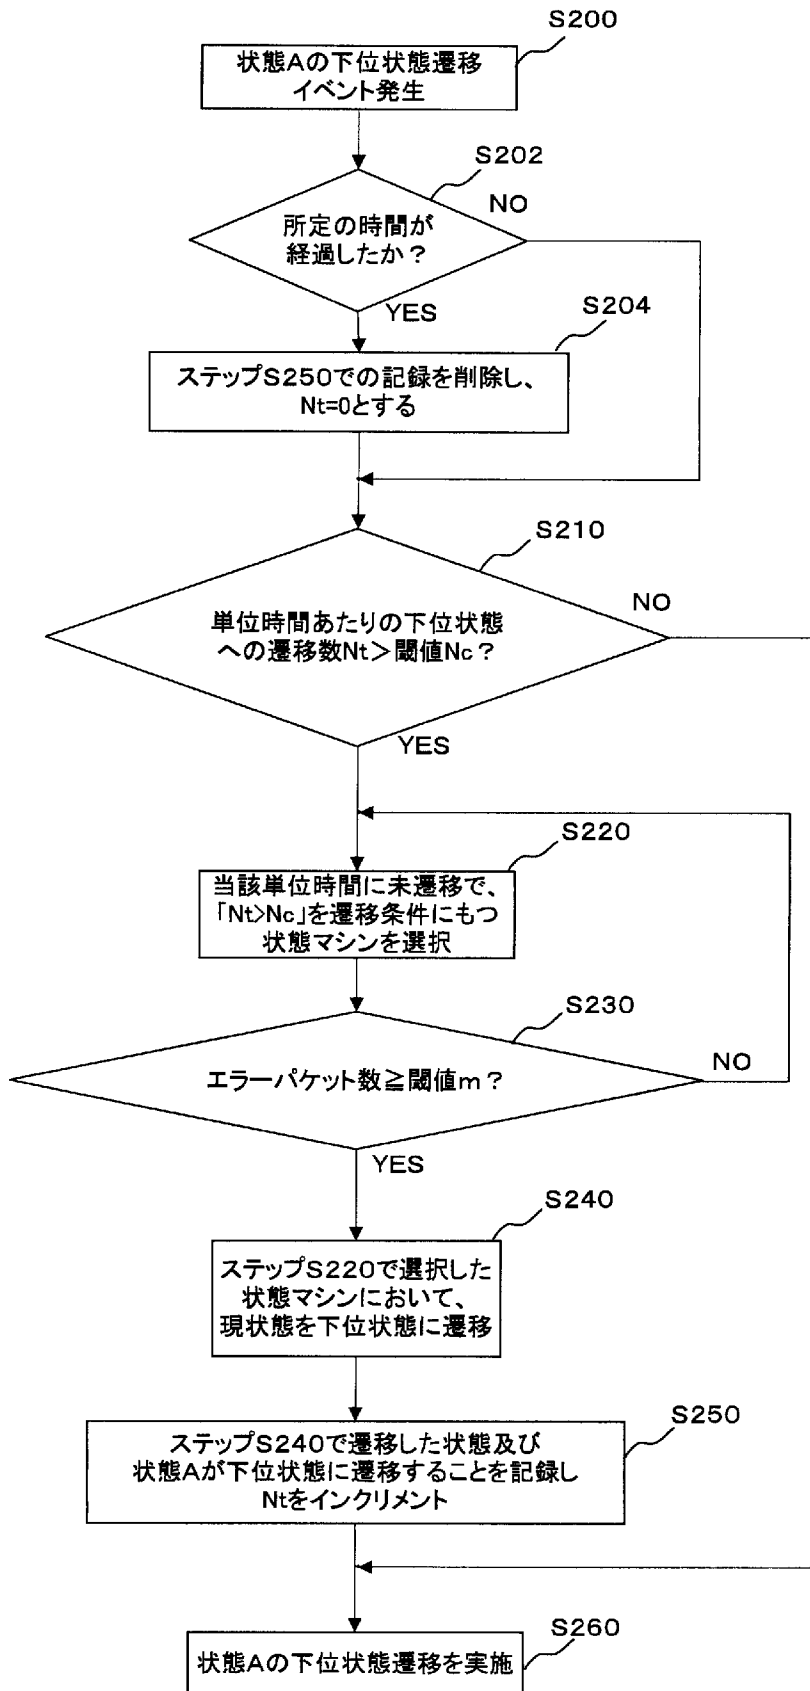 S200
状態Aの下位状態遷移
イベント発生
S202
所定の時間が
経過したか？
NO
YES
S204
ステップS250での記録を削除し、
Nt=0とする
S210
単位時間あたりの下位状態
への遷移数Nt＞閾値Nc？
NO
YES
S220
当該単位時間に未遷移で、
「Nt>Nc」を遷移条件にもつ
状態マシンを選択
S230
エラーパケット数≧閾値m？
NO
YES
S240
ステップS220で選択した
状態マシンにおいて、
現状態を下位状態に遷移
S250
ステップS240で遷移した状態及び
状態Aが下位状態に遷移することを記録し
Ntをインクリメント
S260
状態Aの下位状態遷移を実施